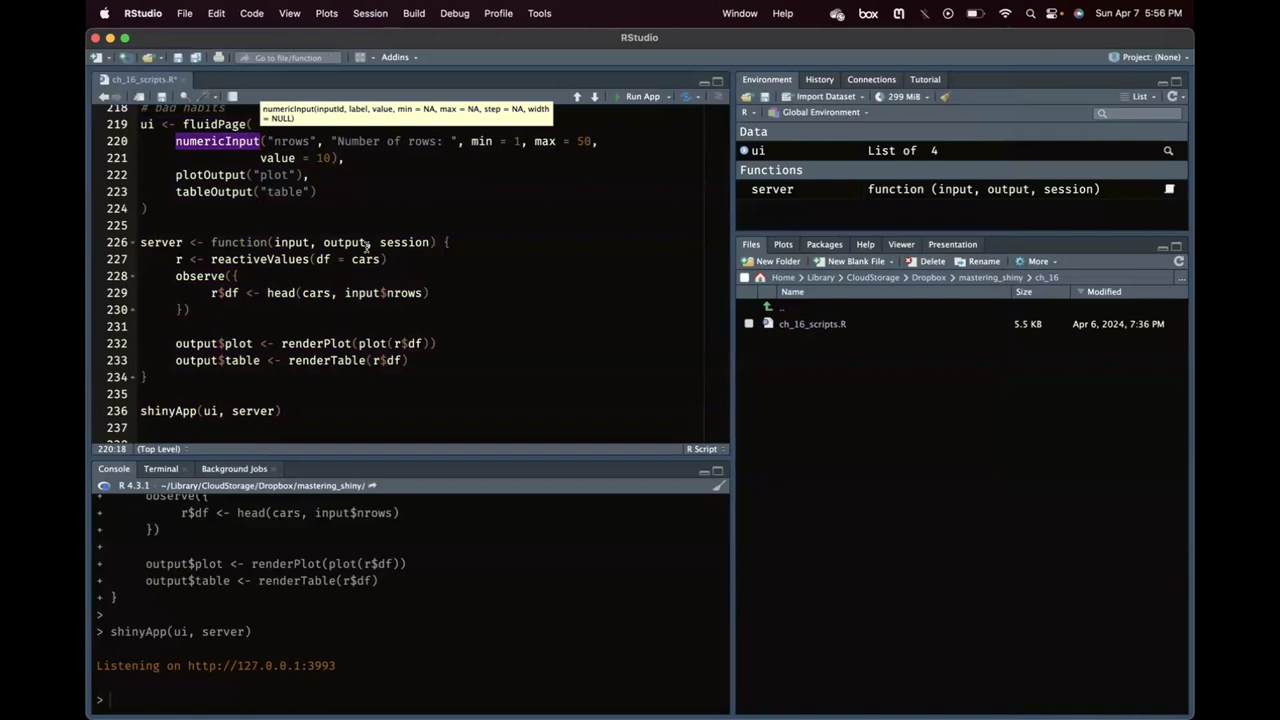 RStudio File Edit Code View Plots Session Build Debug Profile Tools Window Help box Sun Apr 7 5:56 PM
RStudio
Go to file/function Addins Project: (None)
ch_16_scripts.R*
Run App
218 # bad habits
numericInput(inputId, label, value, min = NA, max = NA, step = NA, width
= NULL)
219 ui <- fluidPage(
220 numericInput("nrows", "Number of rows: ", min = 1, max = 50,
221 value = 10),
222 plotOutput("plot"),
223 tableOutput("table")
224 )
225
226 server <- function(input, output, session) {
227 r <- reactiveValues(df = cars)
228 observe({
229 r$df <- head(cars, input$nrows)
230 })
231
232 output$plot <- renderPlot(plot(r$df))
233 output$table <- renderTable(r$df)
234 }
235
236 shinyApp(ui, server)
237
220:18 (Top Level) R Script
Console Terminal Background Jobs
R 4.3.1 · ~/Library/CloudStorage/Dropbox/mastering_shiny/
+ observe({
+ r$df <- head(cars, input$nrows)
+ })
+
+ output$plot <- renderPlot(plot(r$df))
+ output$table <- renderTable(r$df)
+ }
>
> shinyApp(ui, server)
Listening on http://127.0.0.1:3993
>
Environment History Connections Tutorial
Import Dataset 299 MiB List
R Global Environment
Data
ui List of 4
Functions
server function (input, output, session)
Files Plots Packages Help Viewer Presentation
New Folder New Blank File Delete Rename More
Home Library CloudStorage Dropbox mastering_shiny ch_16 ...
Name Size Modified
..
ch_16_scripts.R 5.5 KB Apr 6, 2024, 7:36 PM